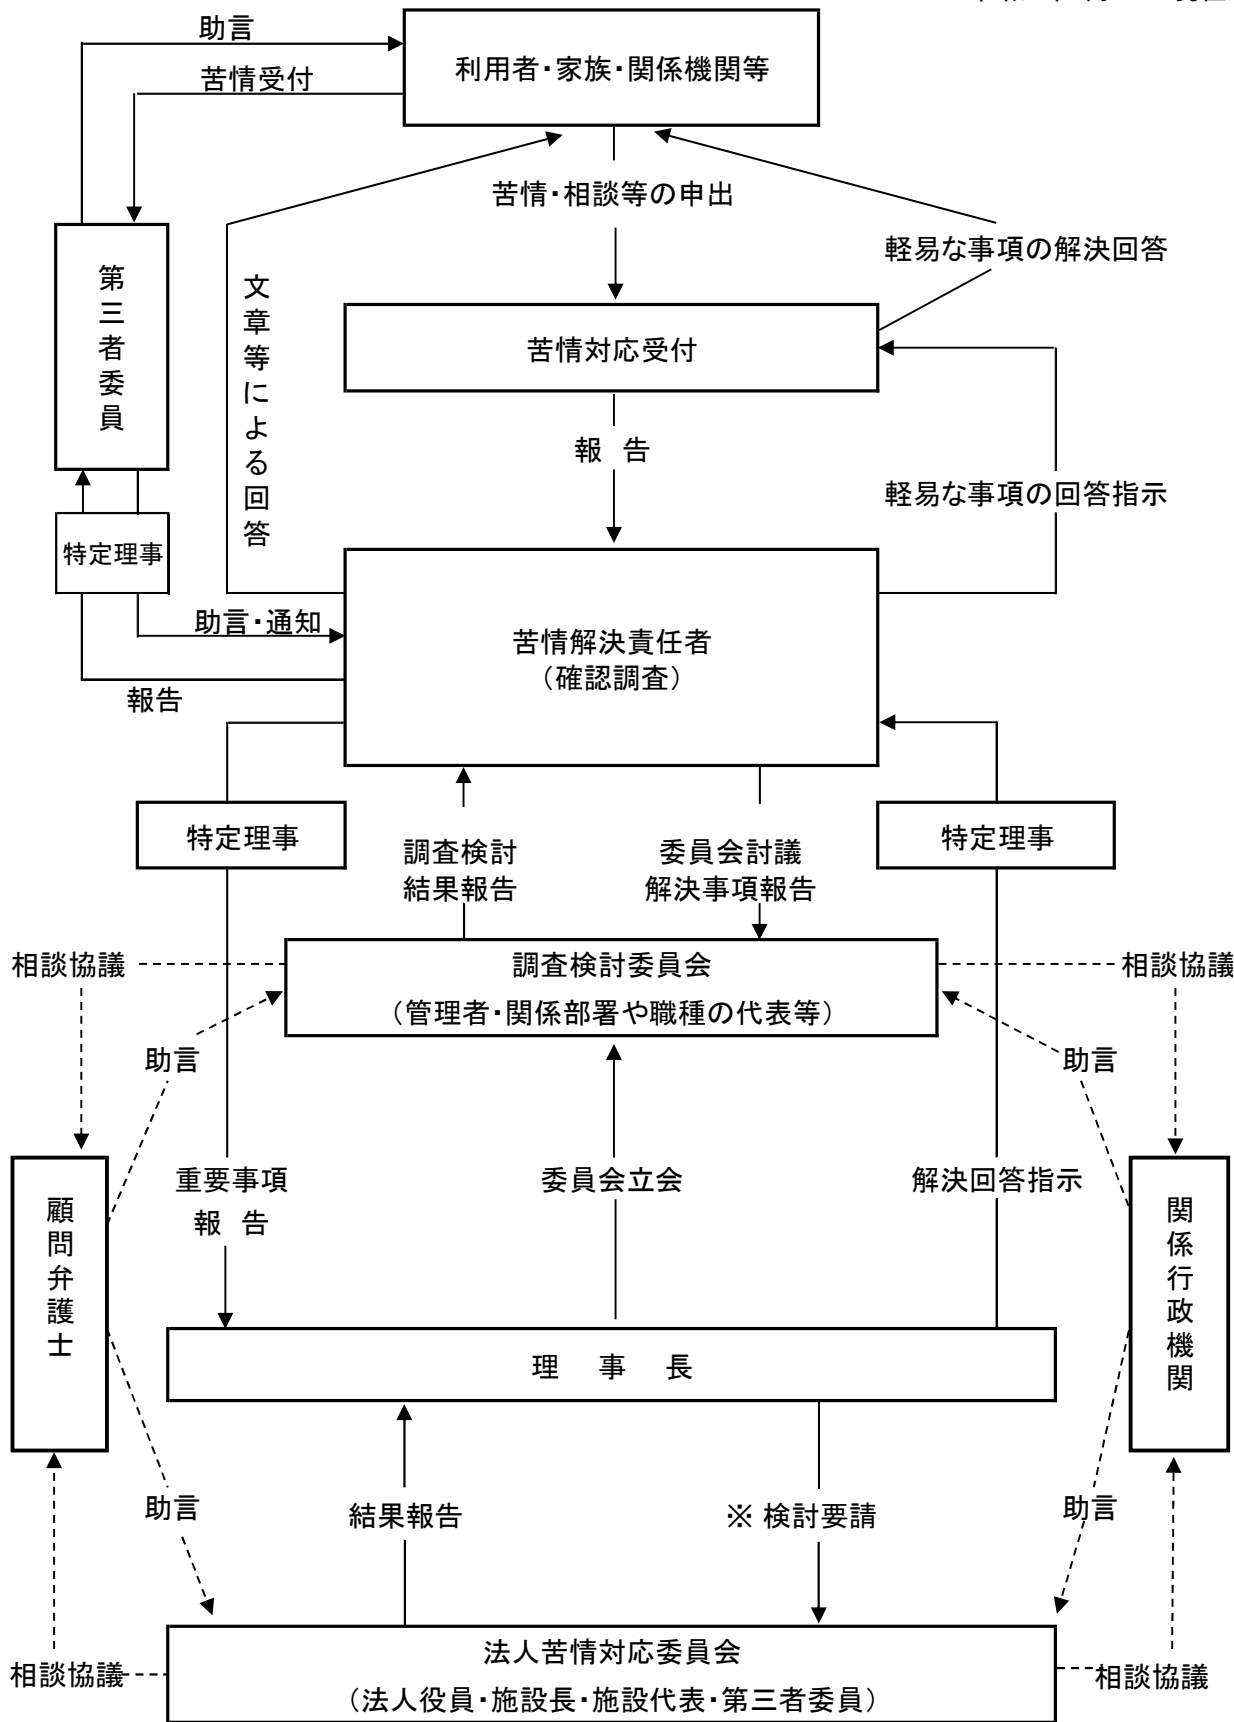 助言
利用者・家族・関係機関等
苦情受付
苦情・相談等の申出
軽易な事項の解決回答
第三者委員
文章等による回答
苦情対応受付
報 告
軽易な事項の回答指示
特定理事
助言・通知
苦情解決責任者
(確認調査)
報告
特定理事
特定理事
調査検討
結果報告
委員会討議
解決事項報告
相談協議
調査検討委員会
(管理者・関係部署や職種の代表等)
相談協議
助言
助言
重要事項
報 告
委員会立会
解決回答指示
顧問弁護士
関係行政機関
理 事 長
助言
結果報告
※ 検討要請
助言
相談協議
法人苦情対応委員会
(法人役員・施設長・施設代表・第三者委員)
相談協議